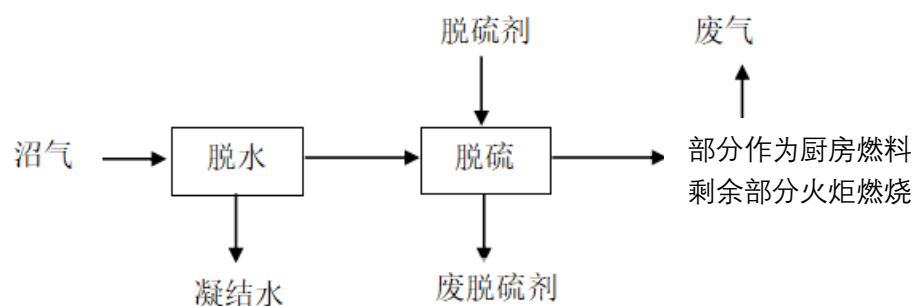 脱硫剂
废气
沼气
脱水
脱硫
部分作为厨房燃料
剩余部分火炬燃烧
凝结水
废脱硫剂